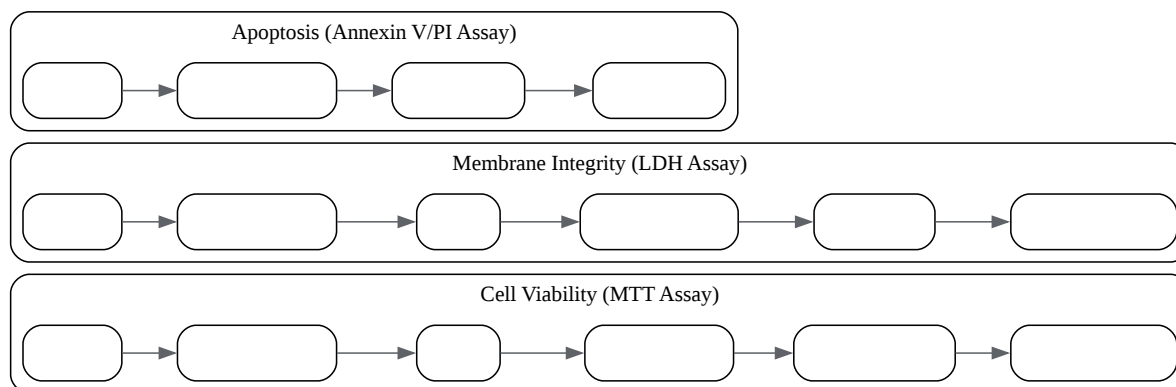 Apoptosis (Annexin V/PI Assay)
Membrane Integrity (LDH Assay)
Cell Viability (MTT Assay)